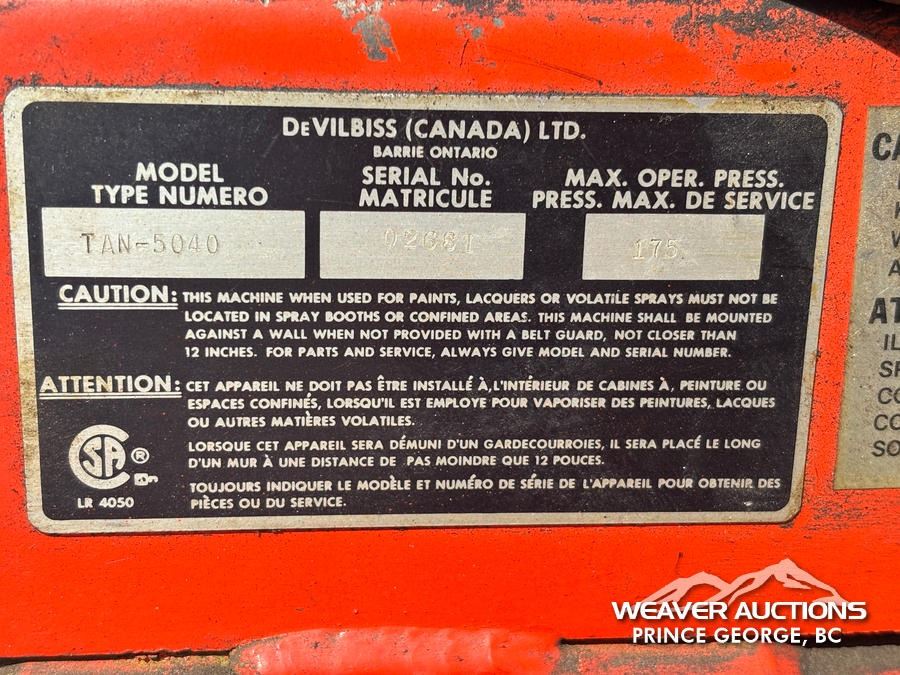 DEVILBISS (CANADA) LTD.
BARRIE ONTARIO
MODEL
TYPE NUMERO
SERIAL No.
MATRICULE
MAX. OPER. PRESS.
PRESS. MAX. DE SERVICE
TAN-5040
175
CAUTION: THIS MACHINE WHEN USED FOR PAINTS, LACQUERS OR VOLATILE SPRAYS MUST NOT BE
LOCATED IN SPRAY BOOTHS OR CONFINED AREAS. THIS MACHINE SHALL BE MOUNTED
AGAINST A WALL WHEN NOT PROVIDED WITH A BELT GUARD, NOT CLOSER THAN
12 INCHES. FOR PARTS AND SERVICE, ALWAYS GIVE MODEL AND SERIAL NUMBER.
ATTENTION: CET APPAREIL NE DOIT PAS ÊTRE INSTALLÉ À, L'INTÉRIEUR DE CABINES À, PEINTURE OU
ESPACES CONFINÉS, LORSQU'IL EST EMPLOYE POUR VAPORISER DES PEINTURES, LACQUES
OU AUTRES MATIÈRES VOLATILES.
LORSQUE CET APPAREIL SERA DÉMUNI D'UN GARDECOURROIES, IL SERA PLACÉ LE LONG
D'UN MUR À UNE DISTANCE DE PAS MOINDRE QUE 12 POUCES.
TOUJOURS INDIQUER LE MODÈLE ET NUMÉRO DE SÉRIE DE L'APPAREIL POUR OBTENIR DES
PIÈCES OU DU SERVICE.
SA ®
LR 4050
CA
AT
IL
SO
WEAVER AUCTIONS
PRINCE GEORGE, BC